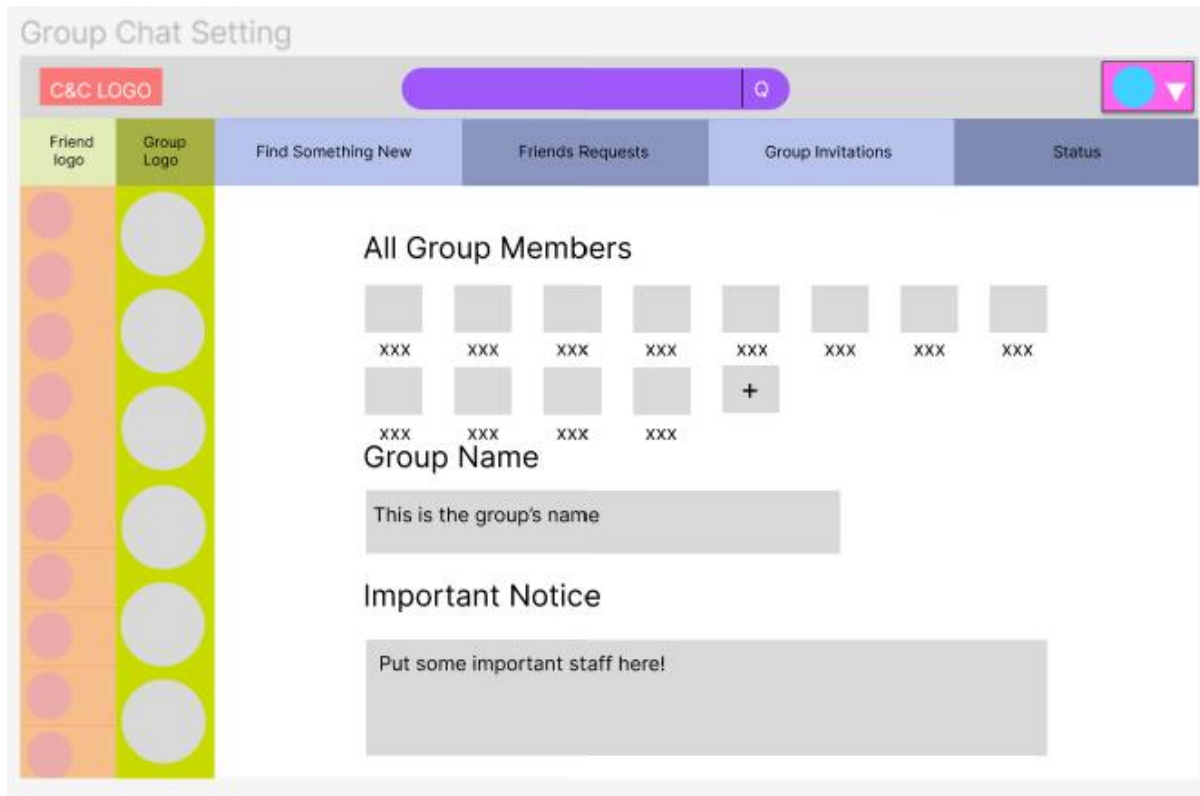 Group Chat Setting
C&C LOGO
Q
Friend
logo
Group
Logo
Find Something New
Friends Requests
Group Invitations
Status
All Group Members
xxx xxx xxx xxx xxx xxx xxx xxx
+
xxx xxx xxx xxx
Group Name
This is the group's name
Important Notice
Put some important staff here!